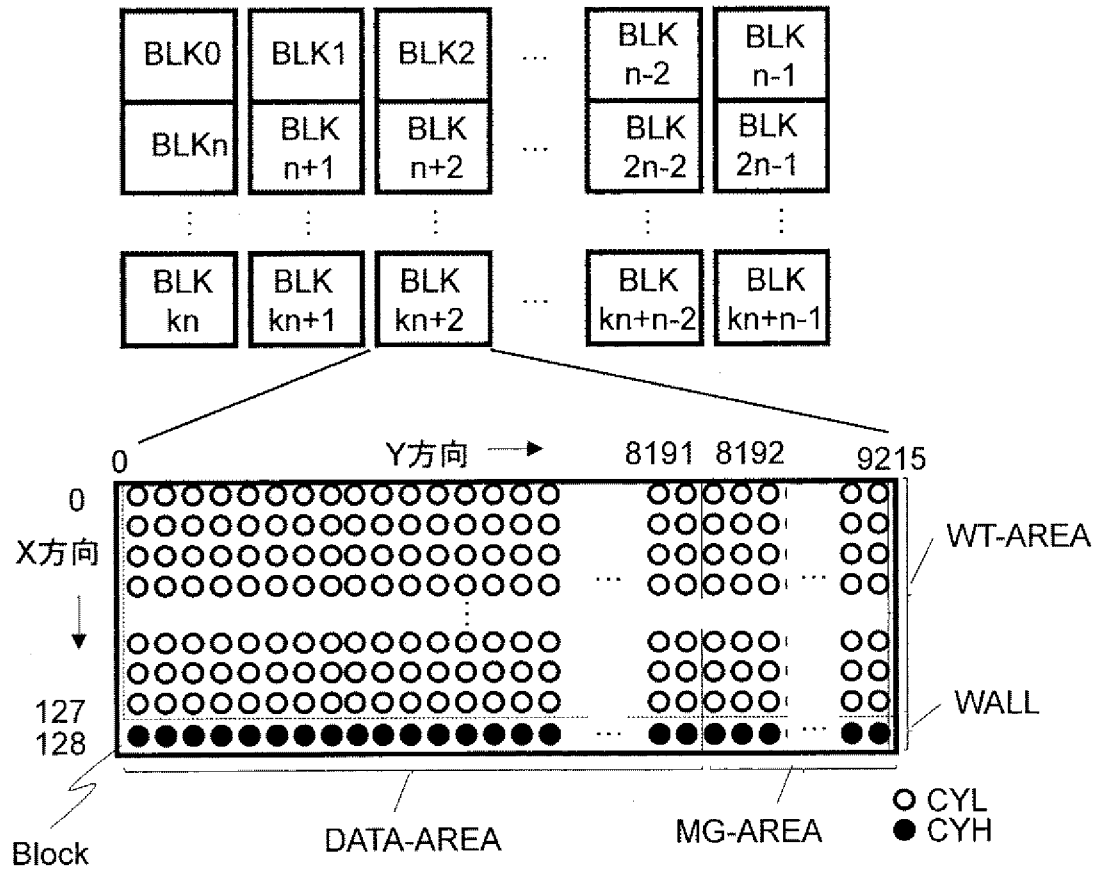 BLK0 BLK1 BLK2 ... BLK n-2 BLK n-1
BLKn BLK n+1 BLK n+2 ... BLK 2n-2 BLK 2n-1
BLK kn BLK kn+1 BLK kn+2 ... BLK kn+n-2 BLK kn+n-1
0 Y方向 8191 8192 9215
0
X方向
WT-AREA
127
WALL
128
CYL
CYH
DATA-AREA MG-AREA
Block